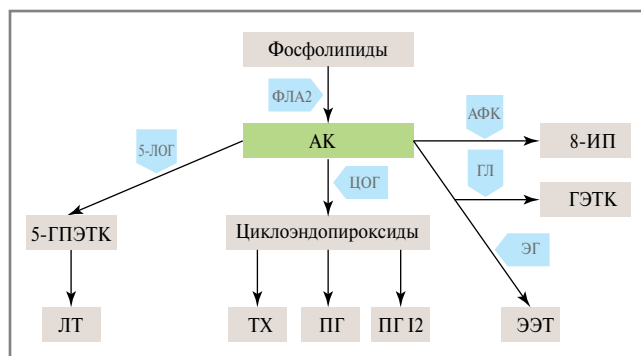 Фосфолипиды
ФЛА2
АФК
5-ЛОГ
АК
8-ИП
ЦОГ
ГЛ
ГЭТК
5-ГПЭТК
Циклоэндопироксиды
ЭГ
ЛТ
ТХ
ПГ
ПГ I2
ЭЭТ